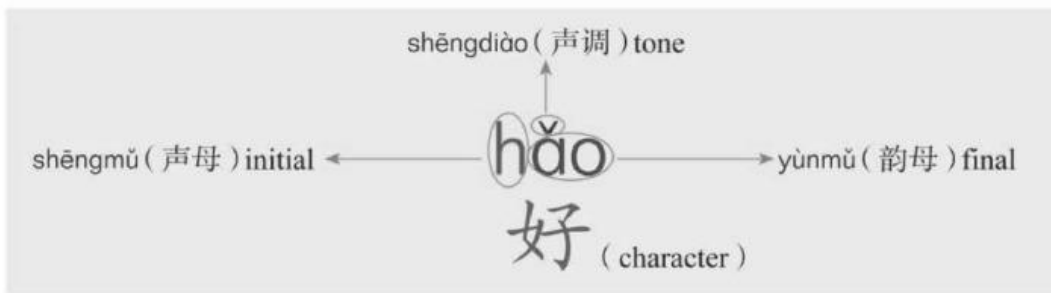 shēngdiào（声调）tone
shēngmǔ（声母）initial hǎo yùnmǔ（韵母）final
好（character）